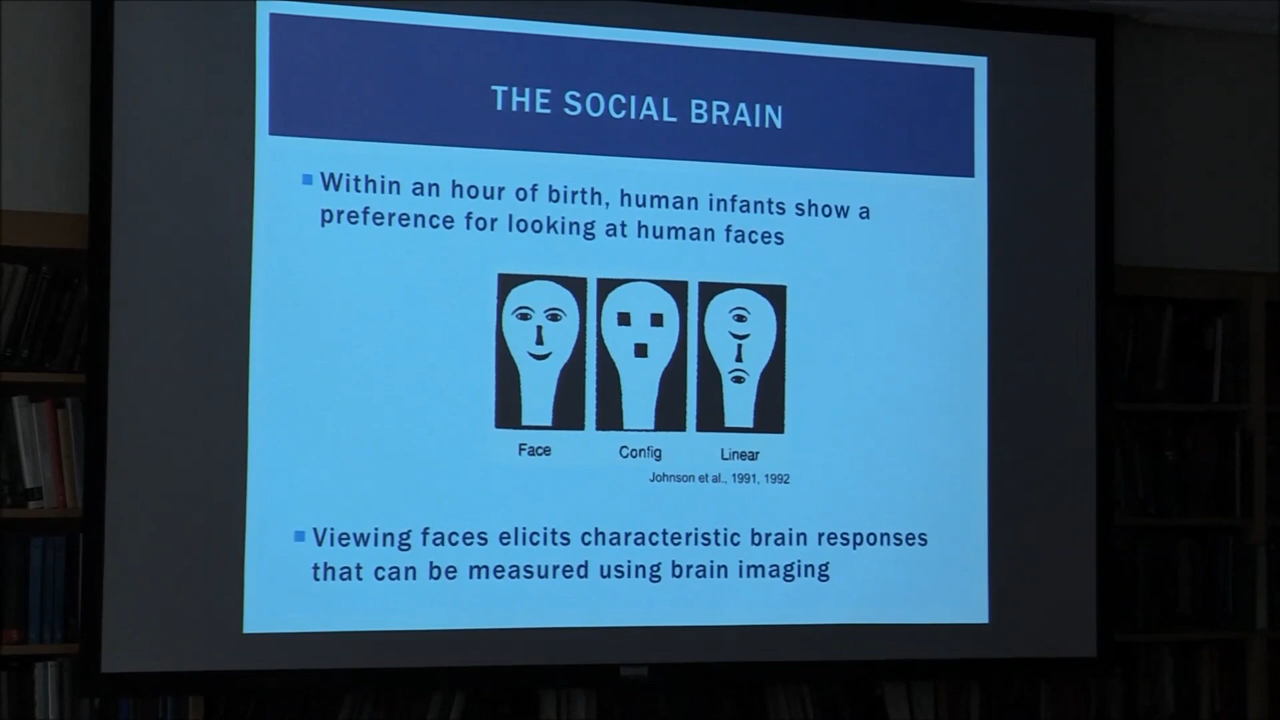 THE SOCIAL BRAIN
Within an hour of birth, human infants show a
preference for looking at human faces
Face Config Linear
Johnson et al., 1991, 1992
Viewing faces elicits characteristic brain responses
that can be measured using brain imaging